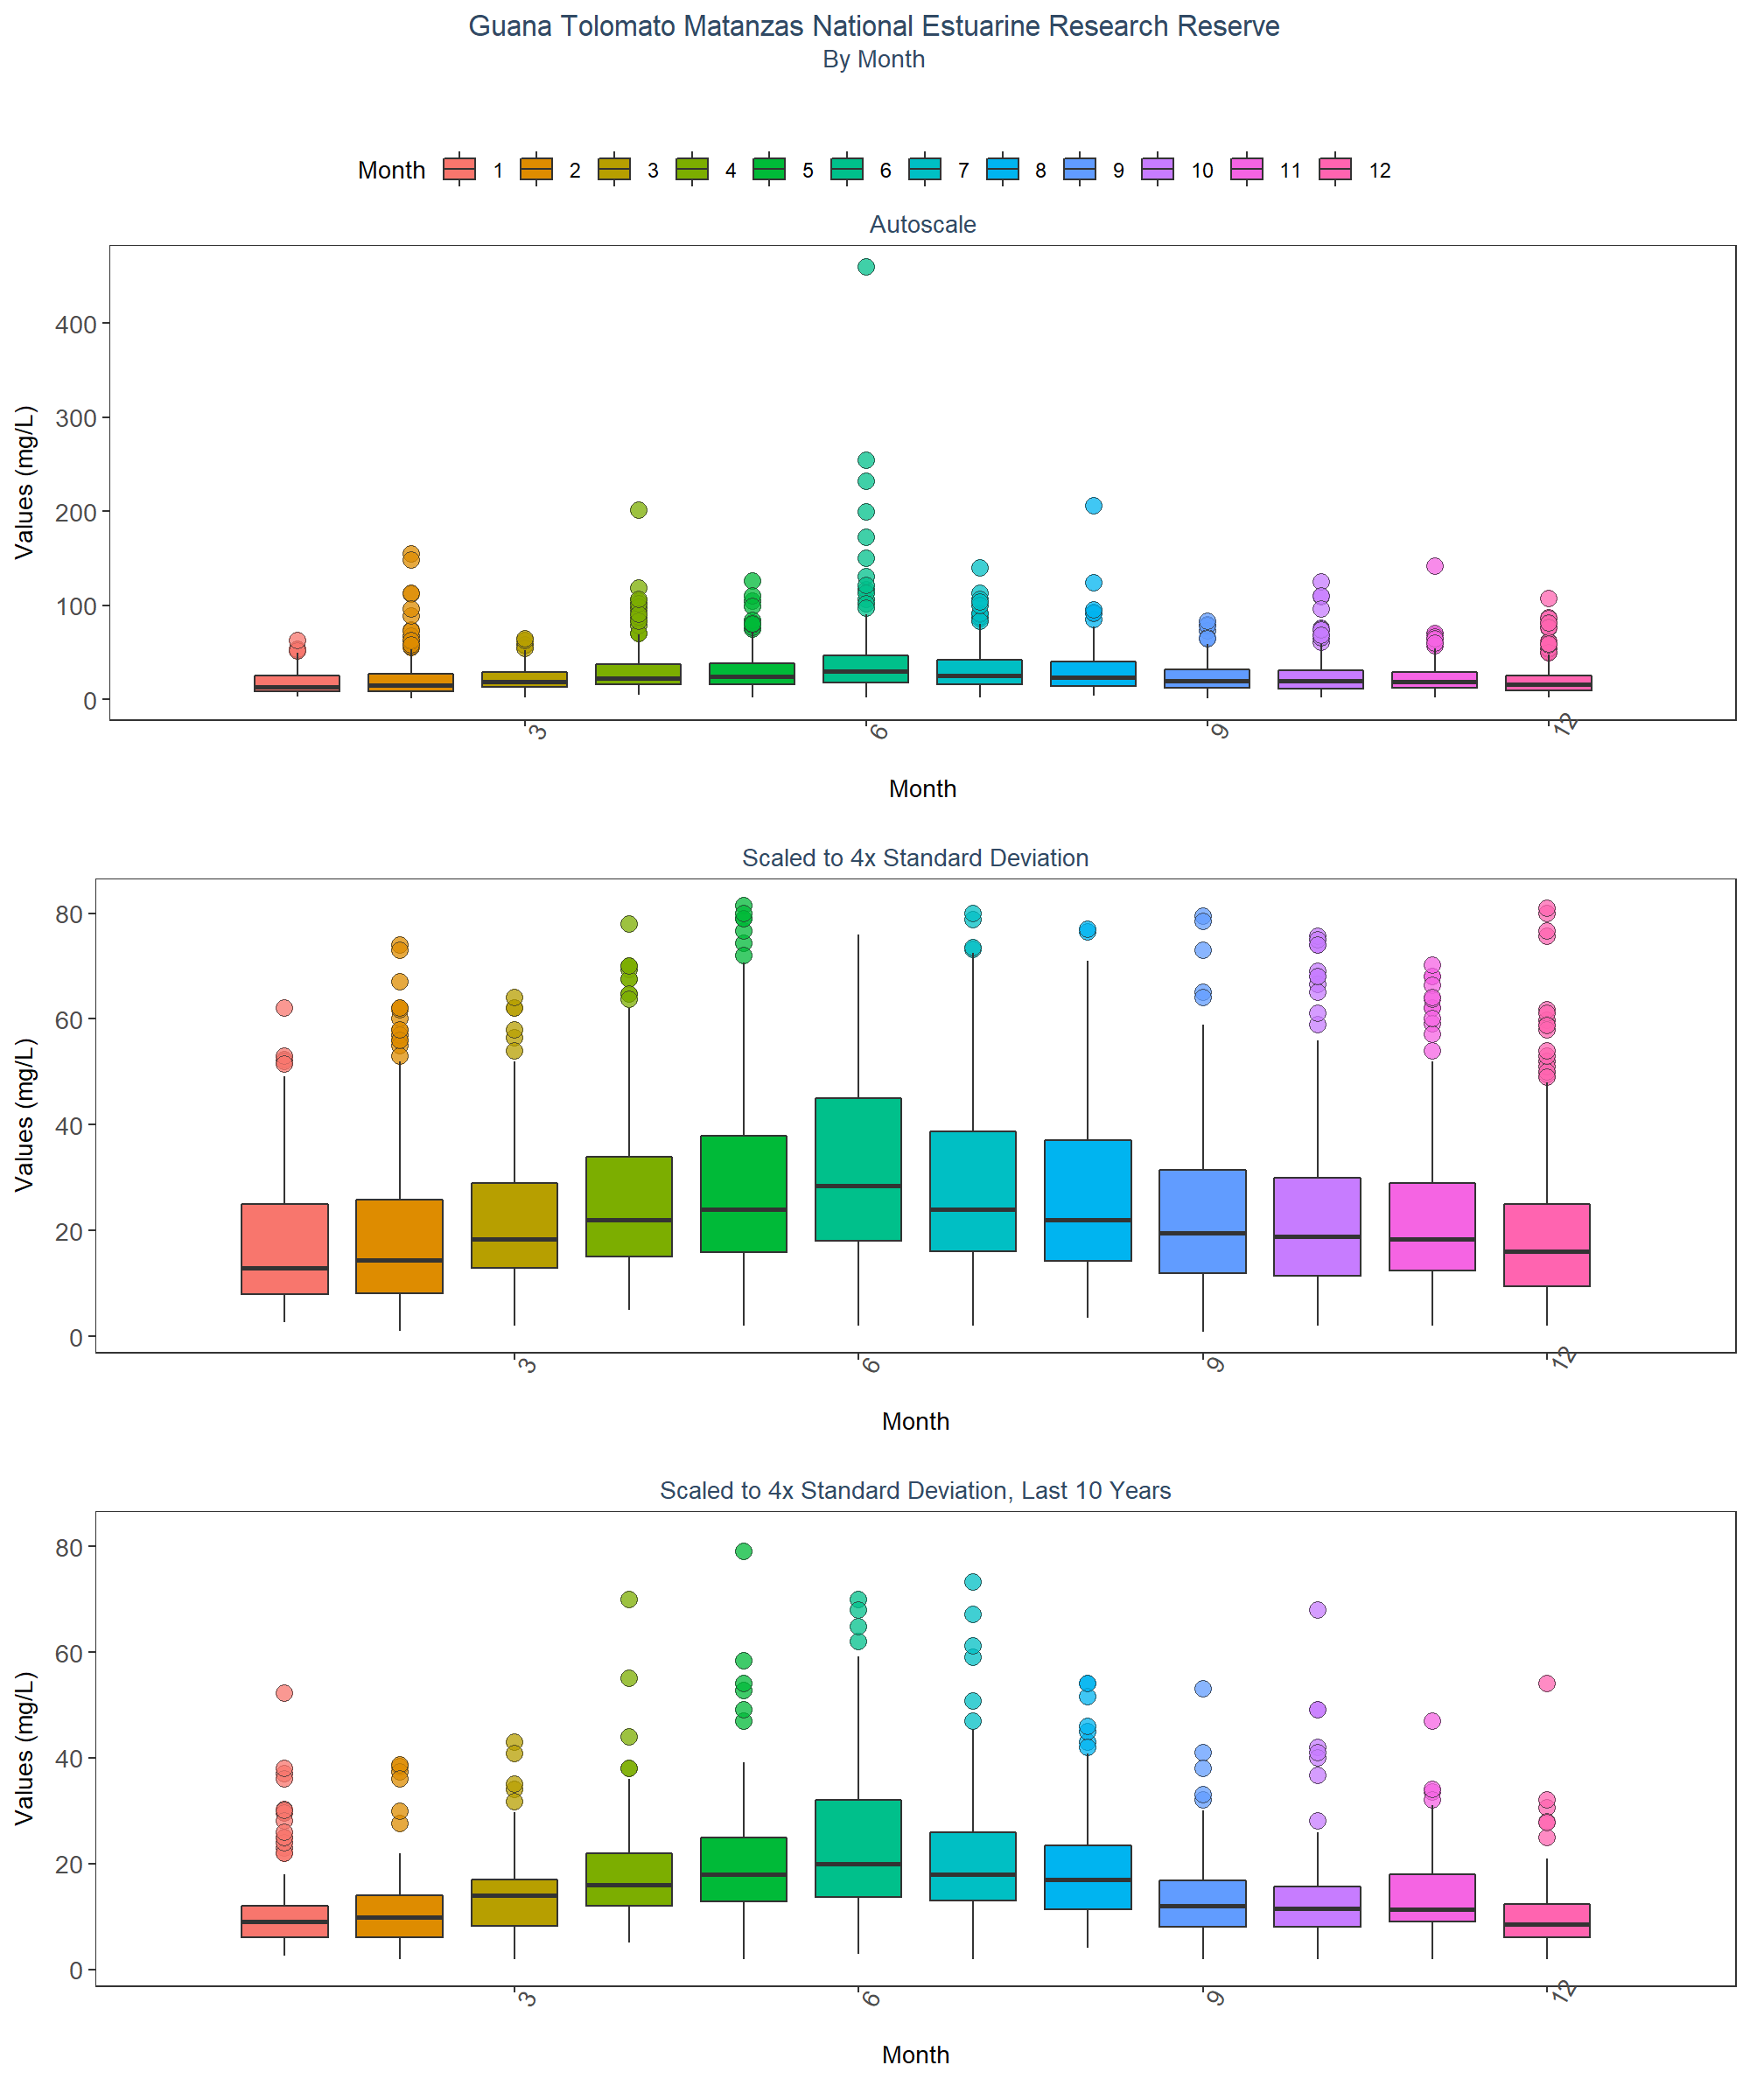 Guana Tolomato Matanzas National Estuarine Research Reserve
By Month
Month 1 2 3 4 5 6 7 8 9 10 11 12
Autoscale
Values (mg/L)
400
300
200
100
0
3 6 9 12
Month
Scaled to 4x Standard Deviation
Values (mg/L)
80
60
40
20
0
3 6 9 12
Month
Scaled to 4x Standard Deviation, Last 10 Years
Values (mg/L)
80
60
40
20
0
3 6 9 12
Month